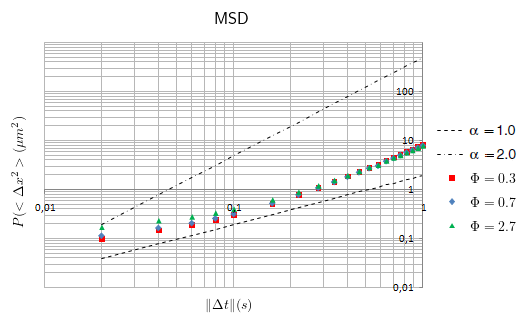 MSD
P(< Δx² > (μm²)
100
10
1
0,01 0,1 1
0,1
0,01
‖Δt‖(s)
α = 1.0
α = 2.0
Φ = 0.3
Φ = 0.7
Φ = 2.7